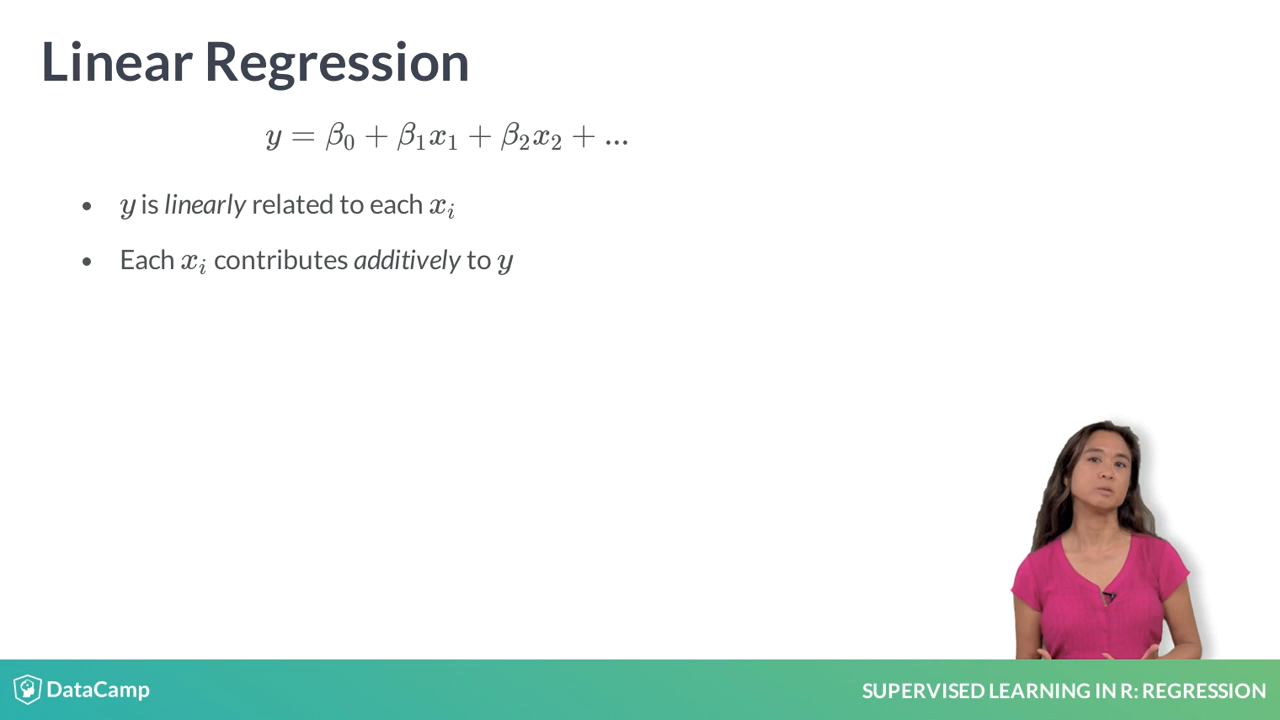 Linear Regression
y = β₀ + β₁x₁ + β₂x₂ + ...
• y is linearly related to each xᵢ
• Each xᵢ contributes additively to y
DataCamp
SUPERVISED LEARNING IN R: REGRESSION